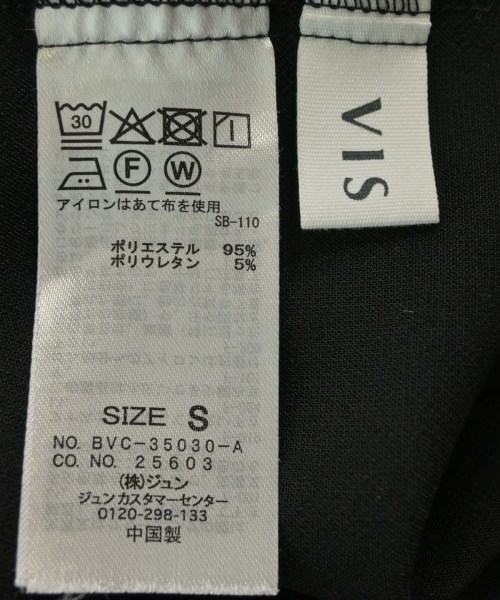 30
F W
アイロンはあて布を使用
SB-110
ポリエステル 95%
ポリウレタン 5%
SIZE S
NO. BVC-35030-A
CO. NO. 25603
(株)ジュン
ジュンカスタマーセンター
0120-298-133
中国製
VIS